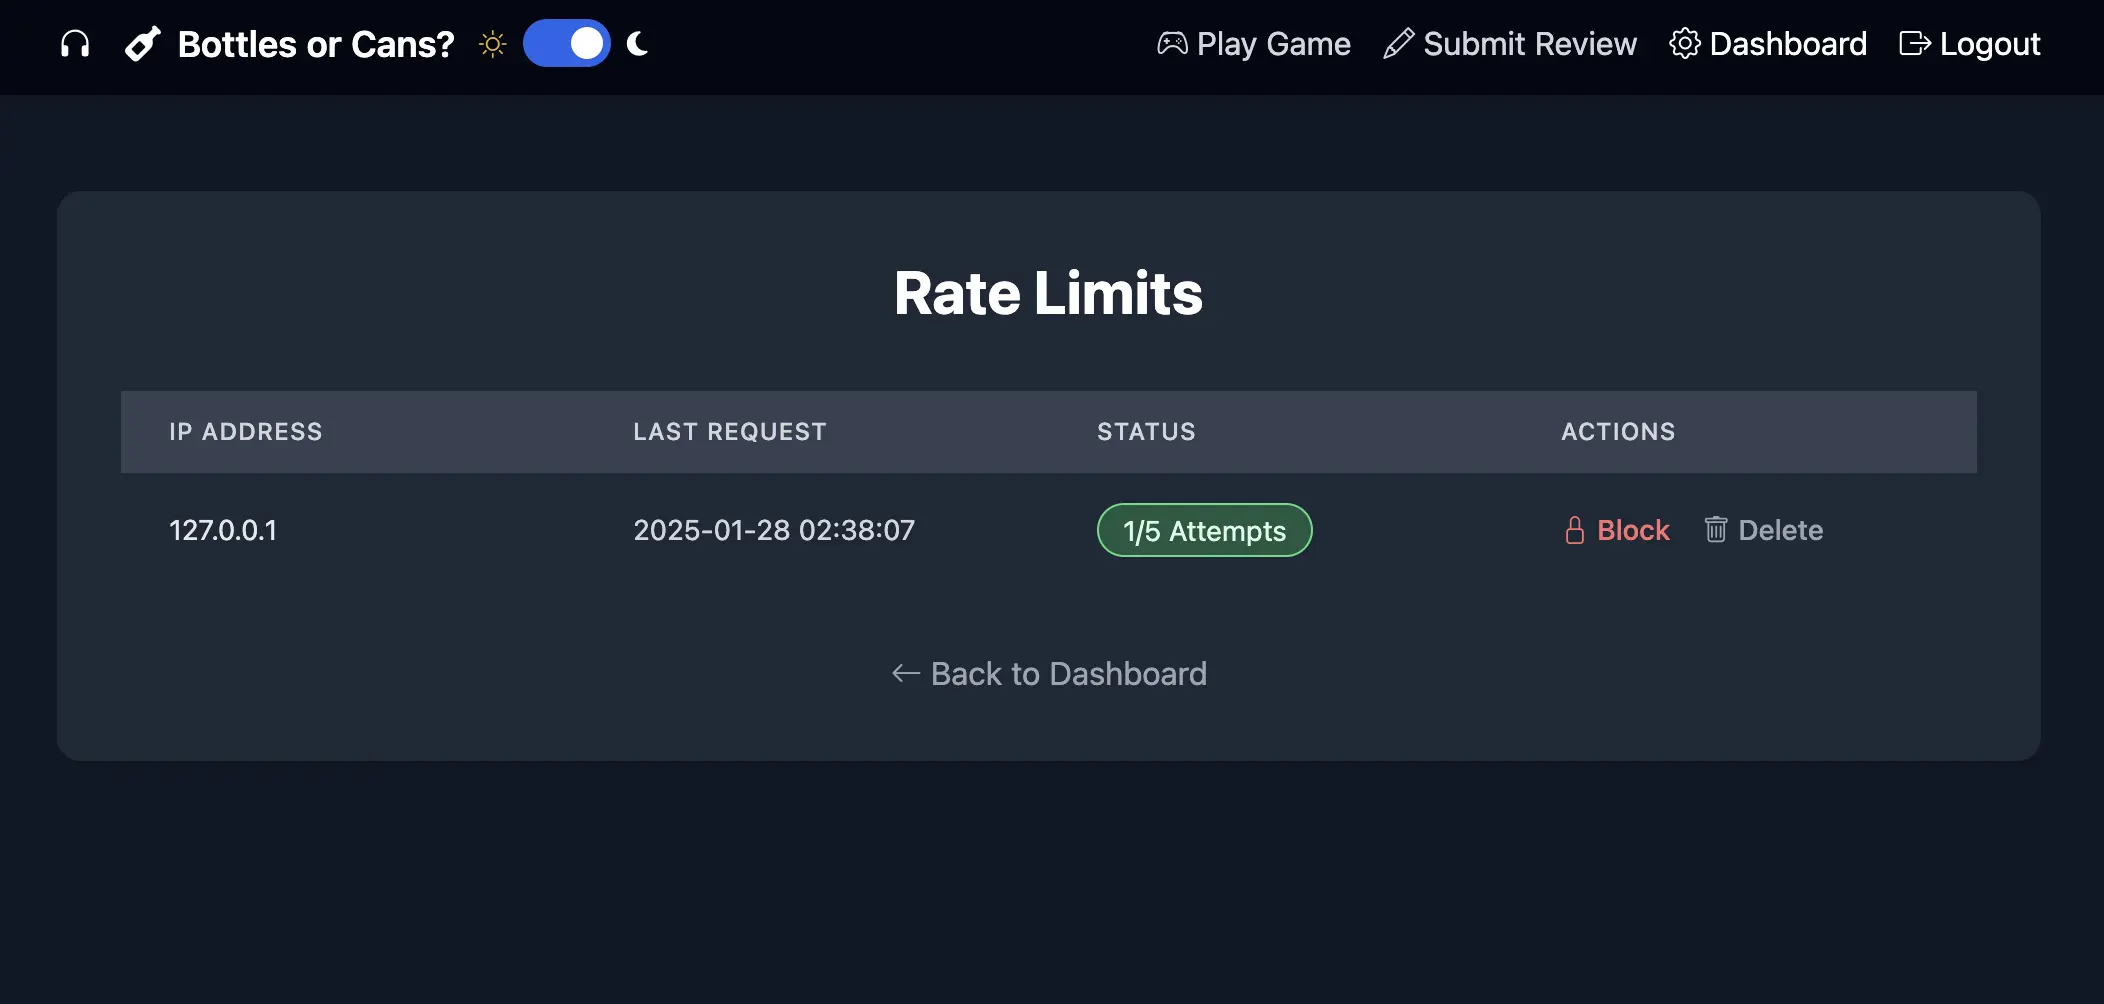 Bottles or Cans? Play Game Submit Review Dashboard Logout
Rate Limits
IP ADDRESS LAST REQUEST STATUS ACTIONS
127.0.0.1 2025-01-28 02:38:07 1/5 Attempts Block Delete
← Back to Dashboard